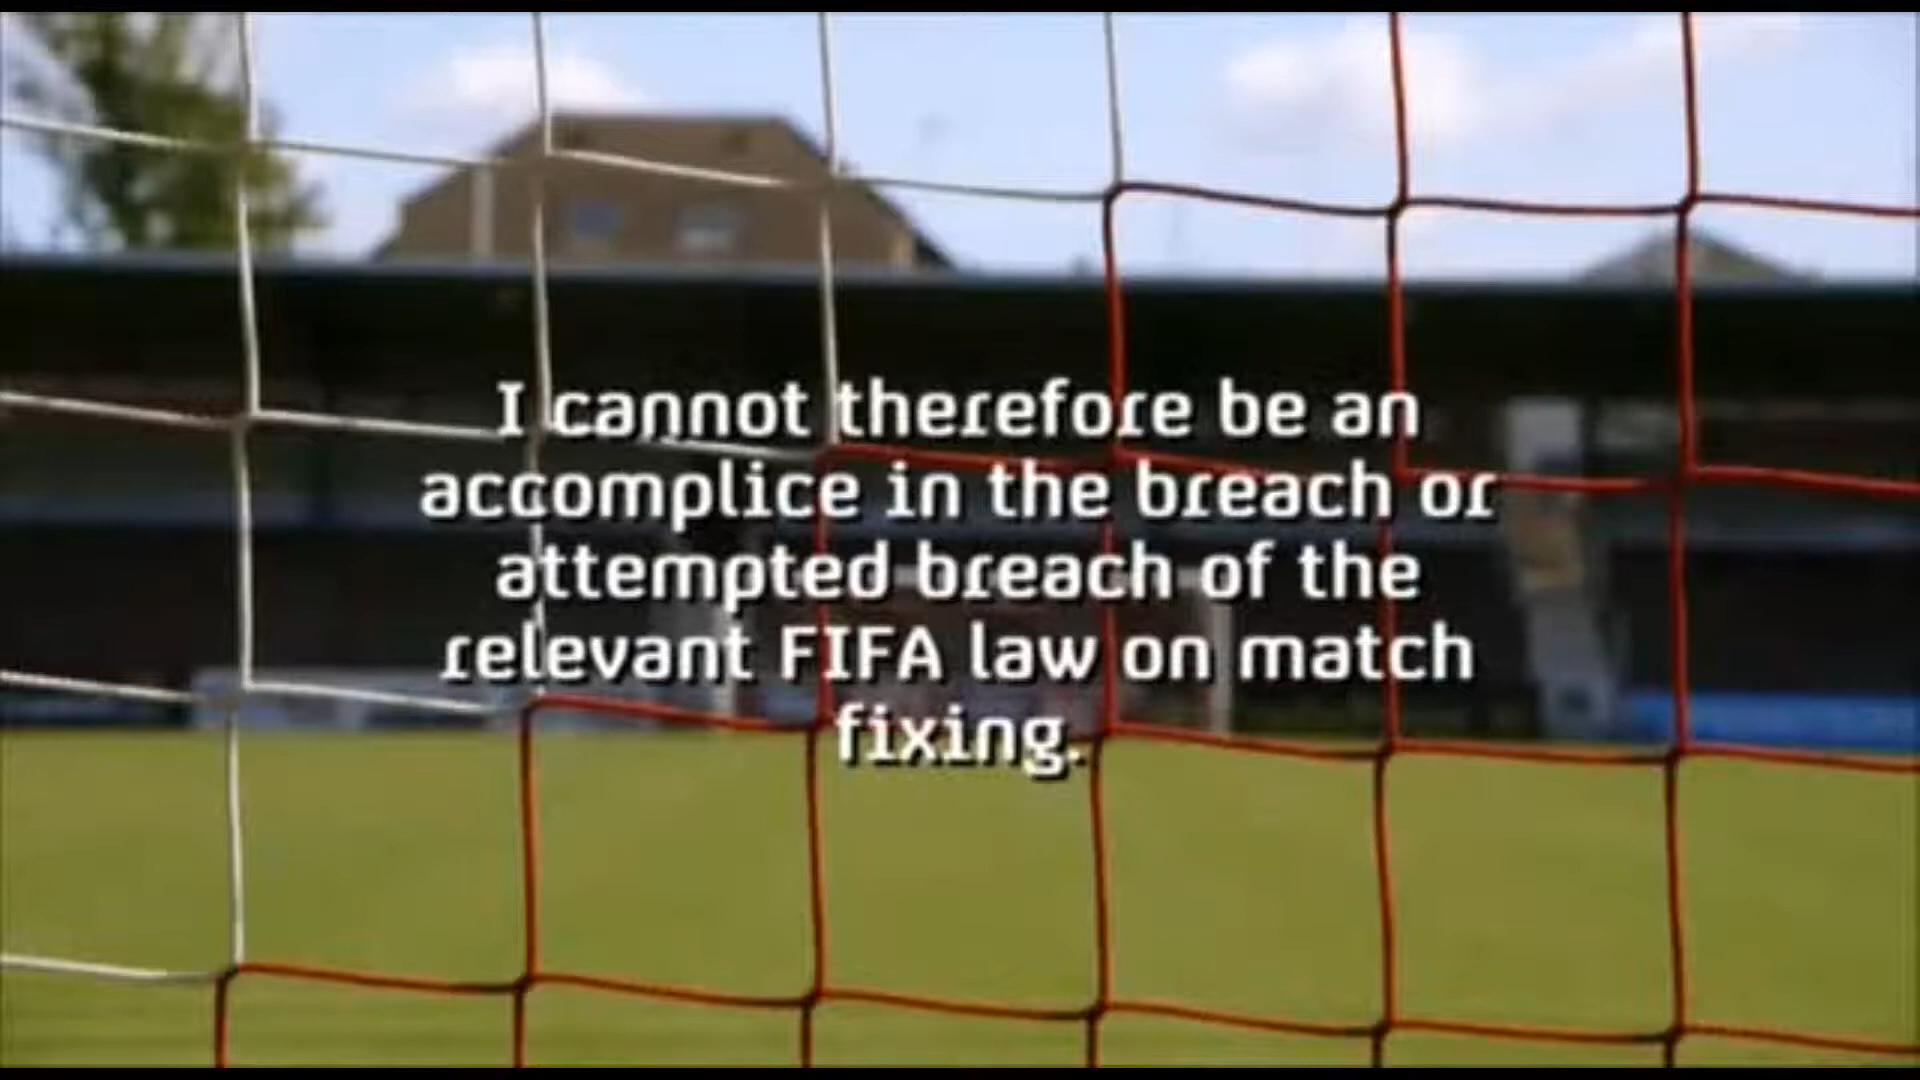 I cannot therefore be an
accomplice in the breach or
attempted breach of the
relevant FIFA law on match
fixing.